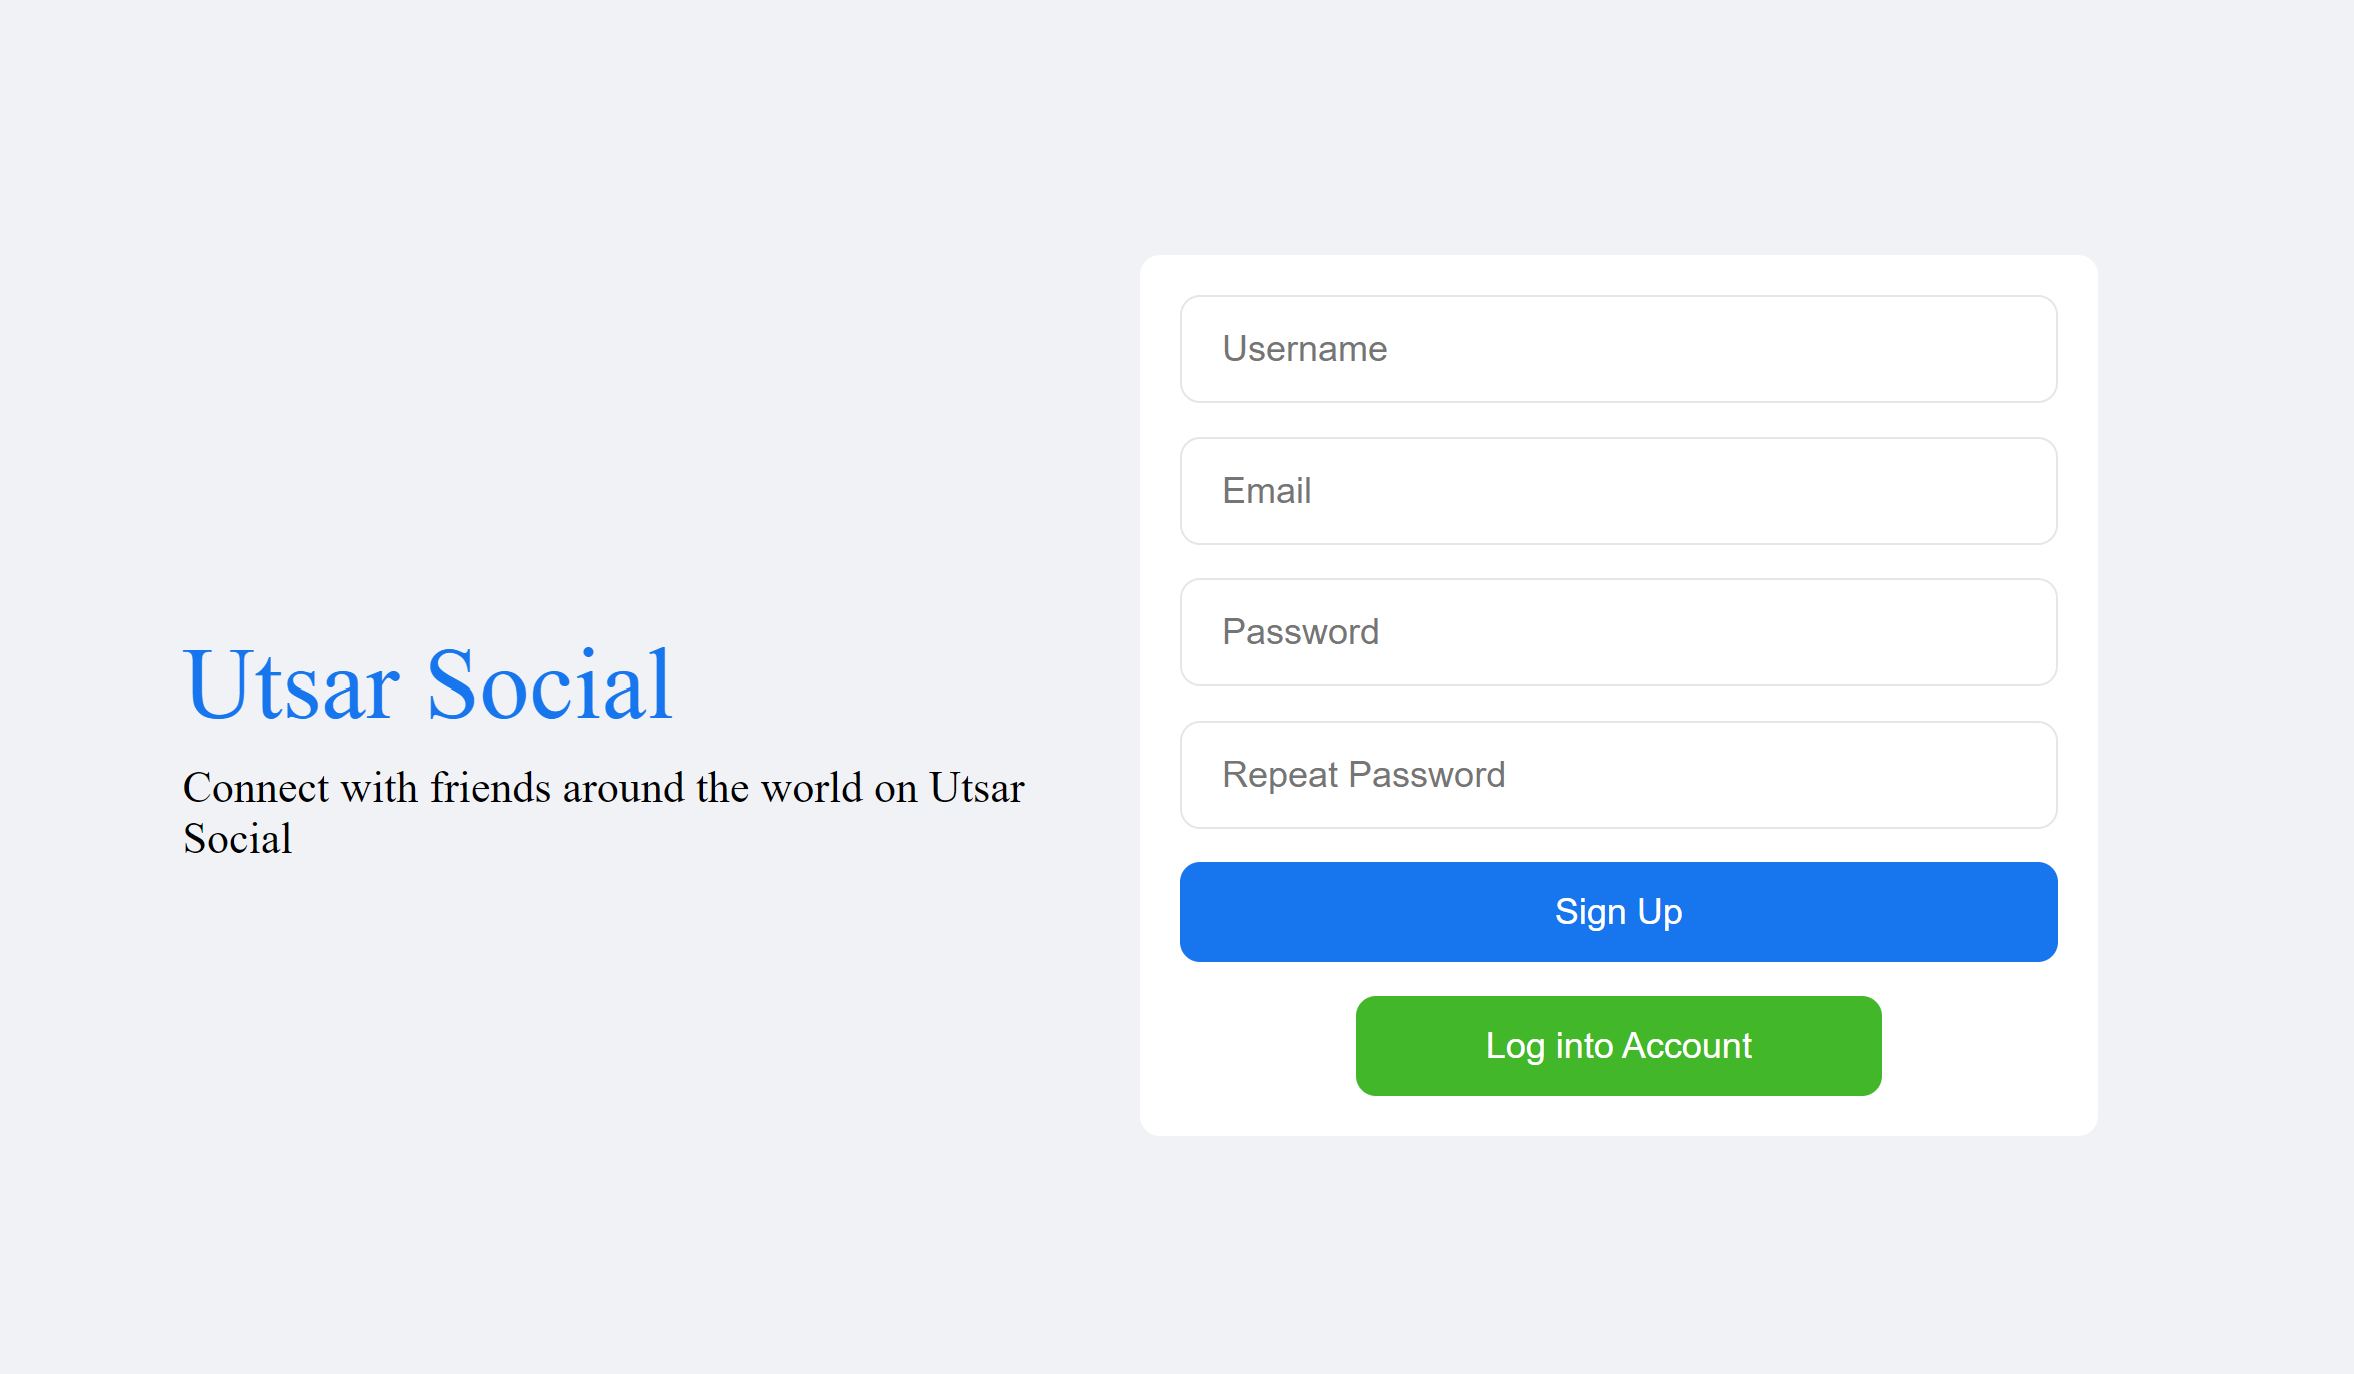 Utsar Social
Connect with friends around the world on Utsar
Social
Username
Email
Password
Repeat Password
Sign Up
Log into Account